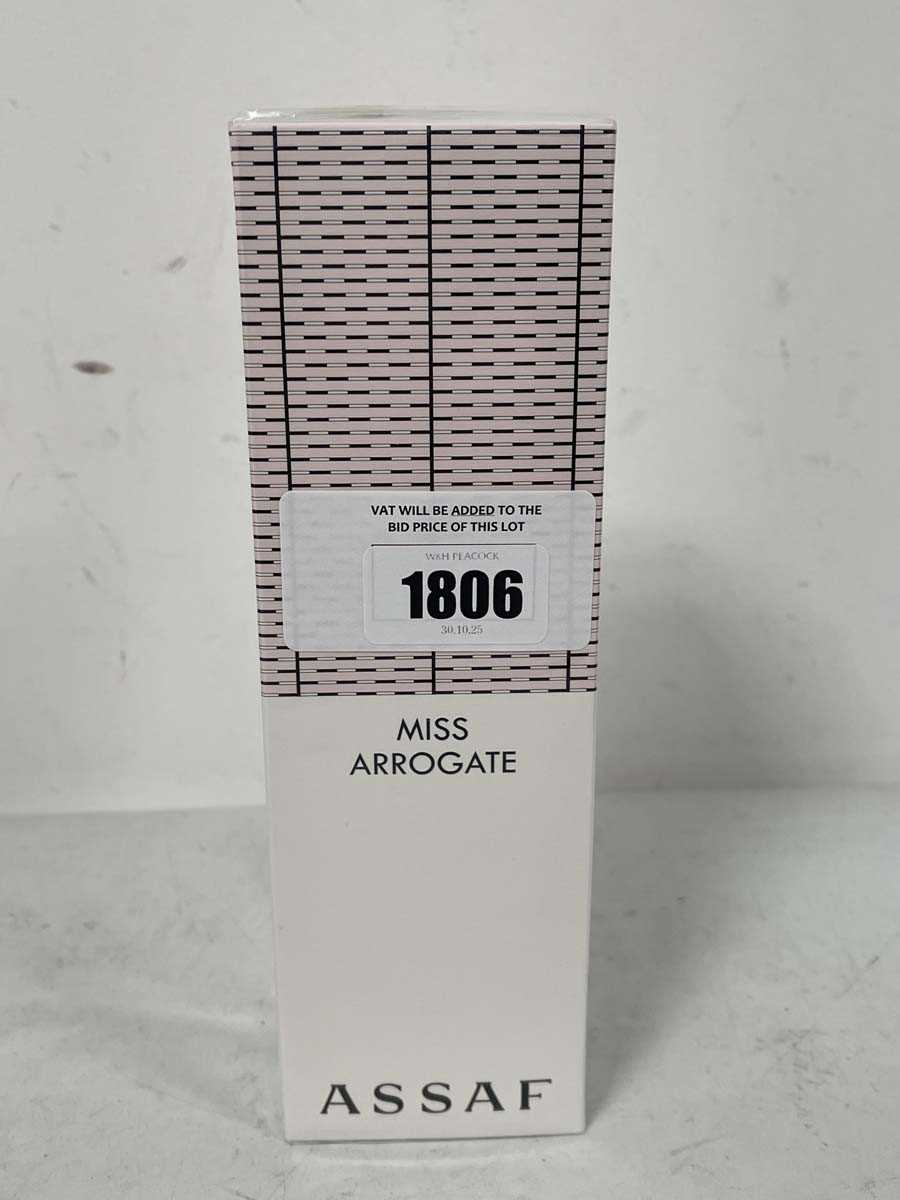 VAT WILL BE ADDED TO THE
BID PRICE OF THIS LOT
W&H PEACOCK
1806
30.10.25
MISS
ARROGATE
ASSAF